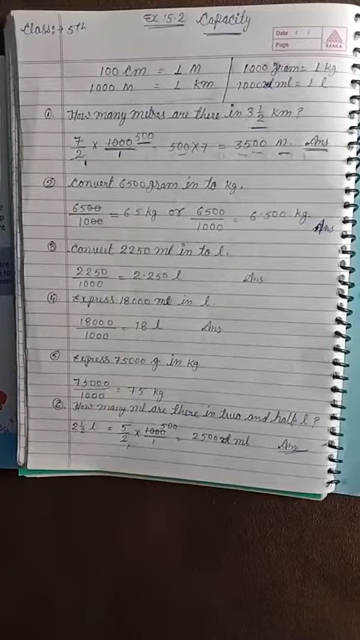 Class:→ 5th
Ex 15.2 Capacity
Date / /
Page
RANKA
100 cm = 1 M
1000 gram = 1 kg
1000 M = 1 km
1000 ml = 1 l
① How many metres are there in 3 1/2 km?
7/2 × 1000/1 500 = 500×7 = 3500 M. Ans
② Convert 6500 gram in to kg.
6500/1000 = 6.5 kg or 6500/1000 = 6.500 kg. Ans
③ Convert 2250 ml in to l.
2250/1000 = 2.250 l Ans
④ Express 18000 ml in l.
18000/1000 = 18 l Ans
⑤ Express 75000 g in kg
75000/1000 = 75 kg
⑥ How many ml are there in two and half l?
2 1/2 l = 5/2 × 1000/1 500 = 2500 ml Ans